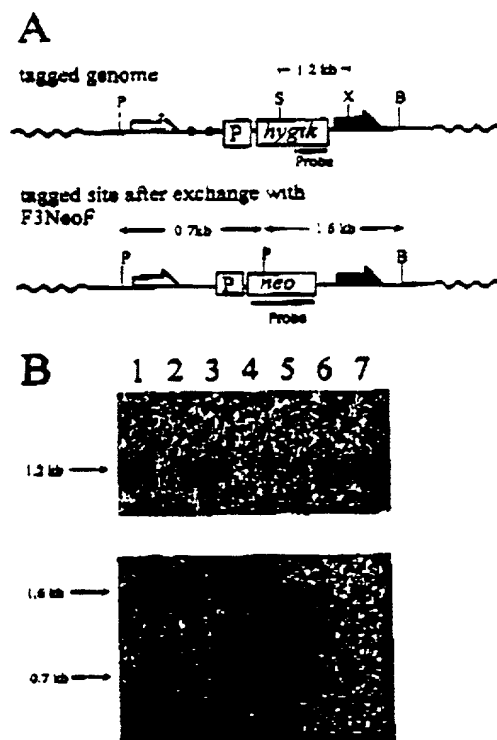 A
tagged genome
1.2 kb
P S X B
P hygtk
Probe
tagged site after exchange with
F3NeoF
0.7kb 1.6 kb
P P B
P neo
Probe
B
1 2 3 4 5 6 7
1.2 kb
1.6 kb
0.7 kb